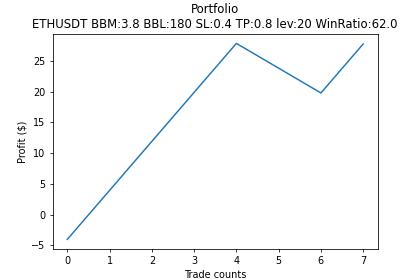 Portfolio
ETHUSDT BBM:3.8 BBL:180 SL:0.4 TP:0.8 lev:20 WinRatio:62.0
25
20
15
10
5
0
−5
Profit ($)
0 1 2 3 4 5 6 7
Trade counts